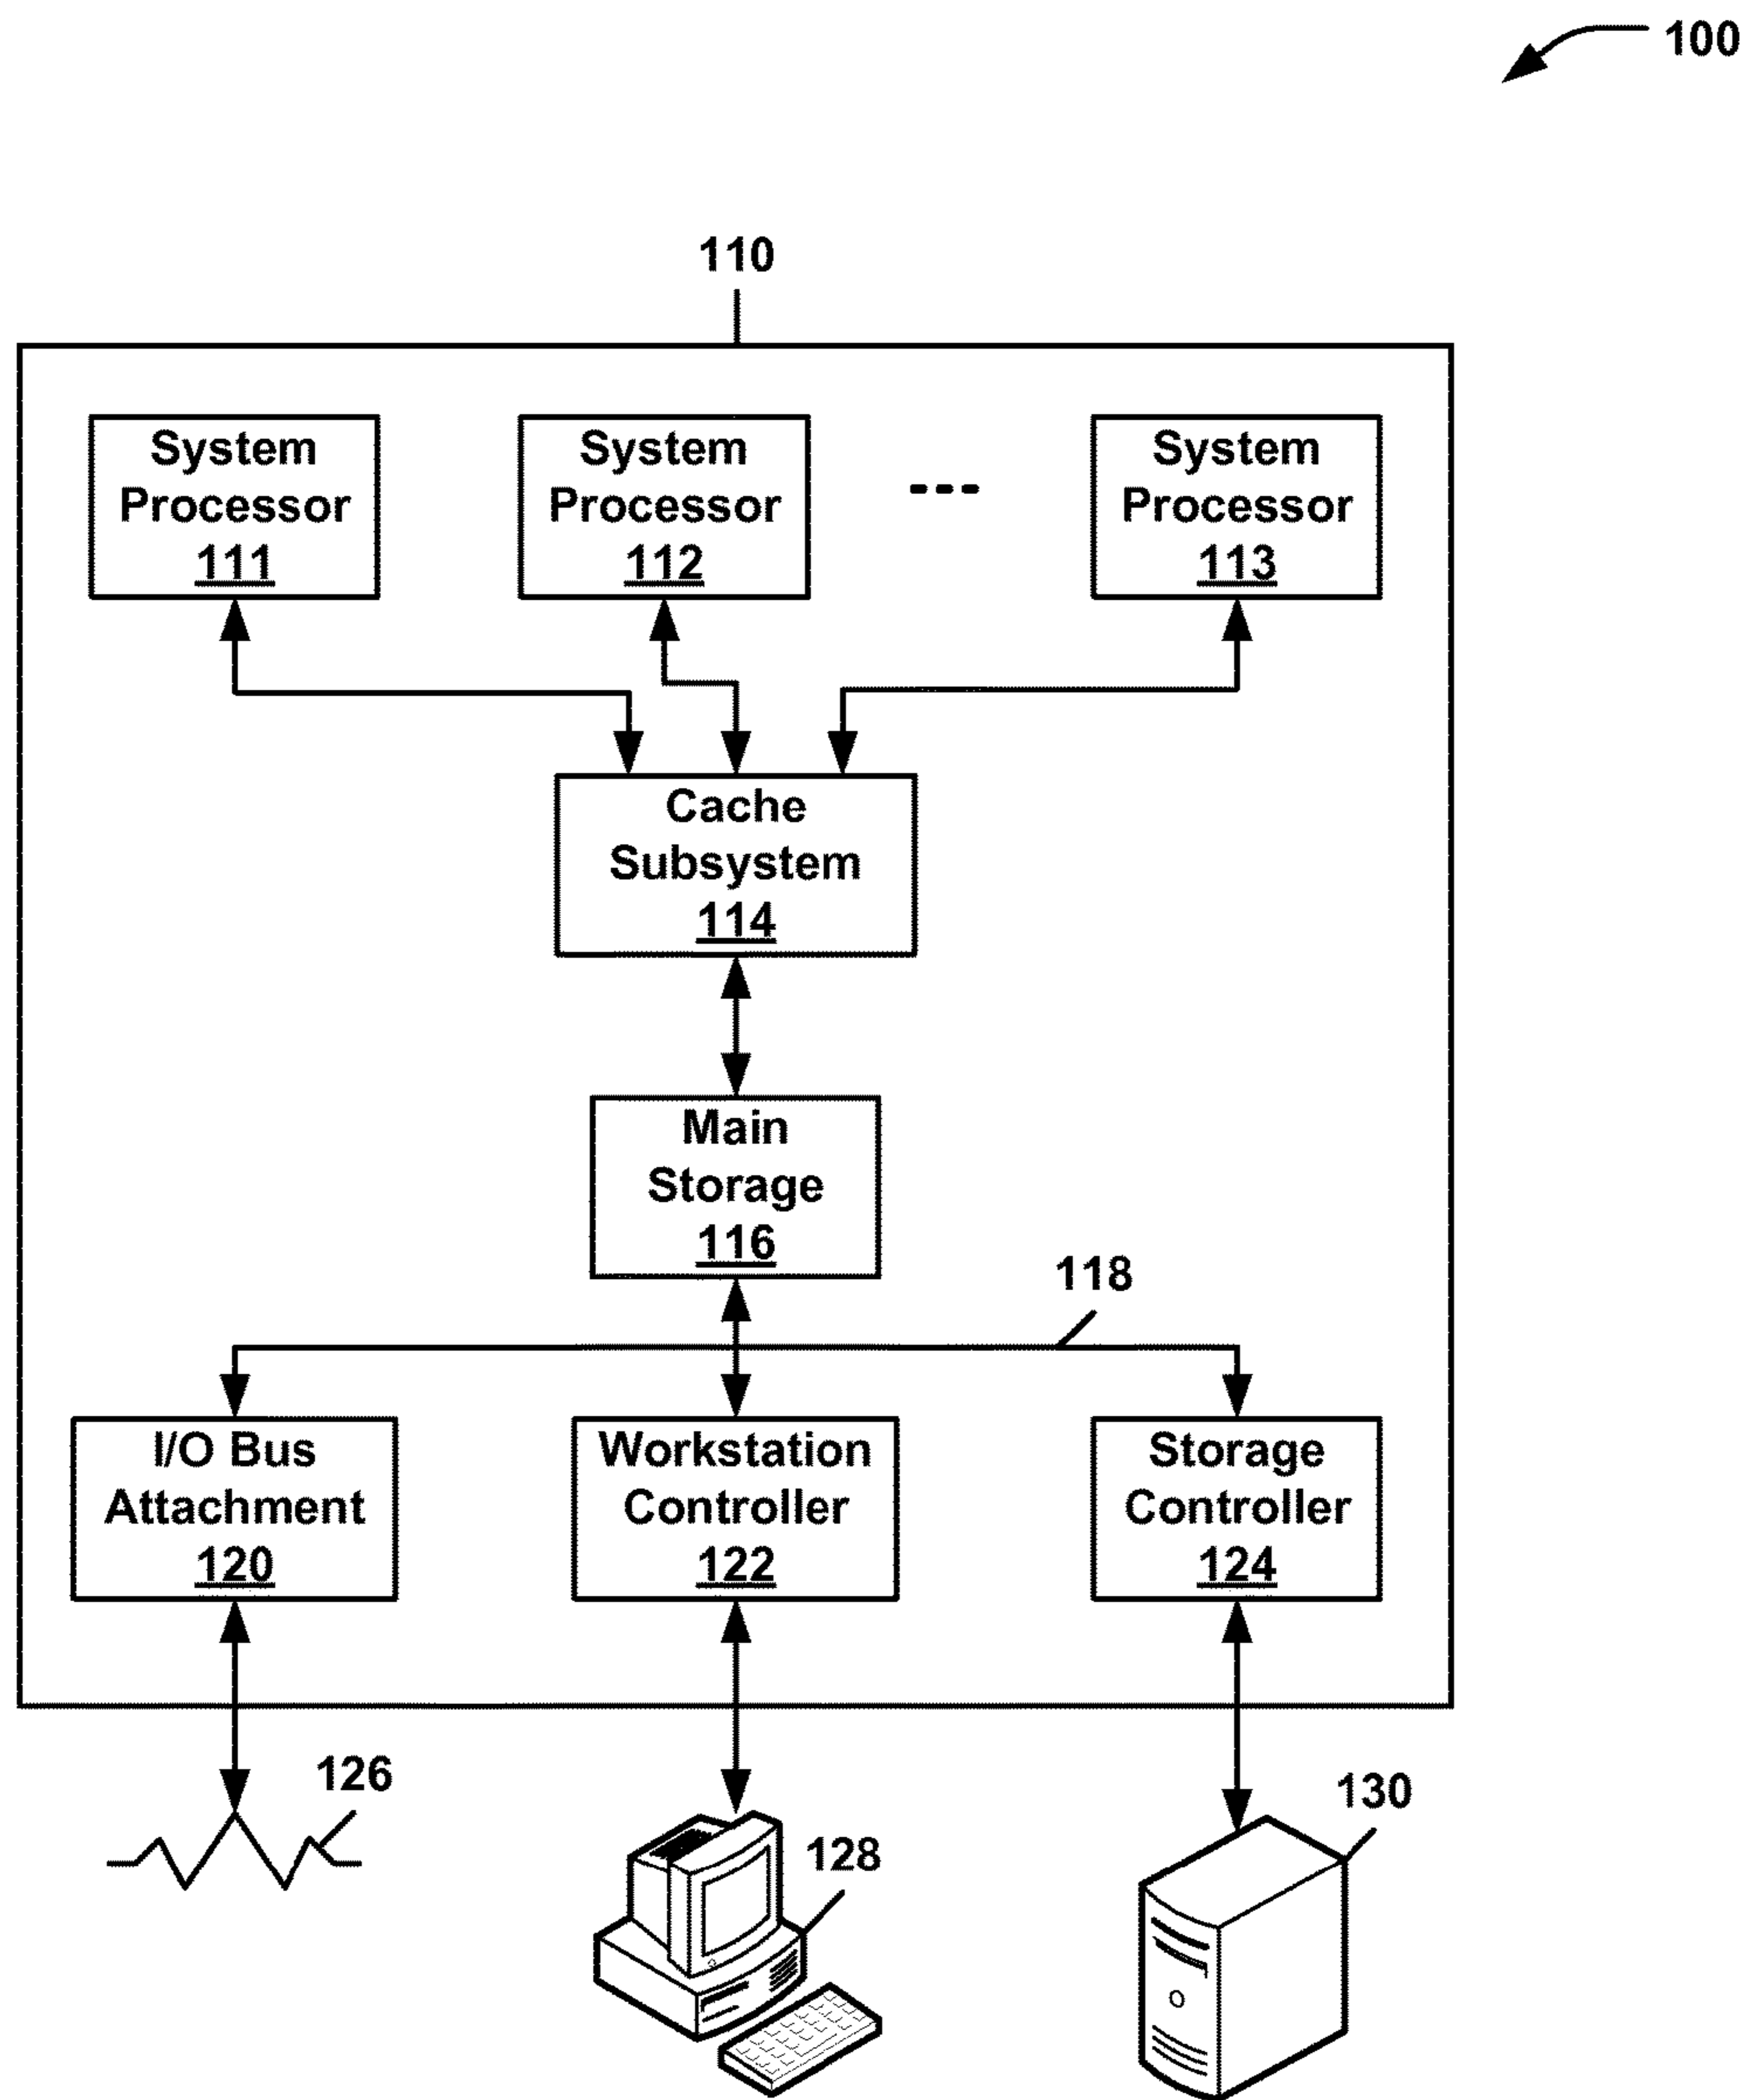 100
110
System
Processor
111
System
Processor
112
---
System
Processor
113
Cache
Subsystem
114
Main
Storage
116
118
I/O Bus
Attachment
120
Workstation
Controller
122
Storage
Controller
124
126
128
130